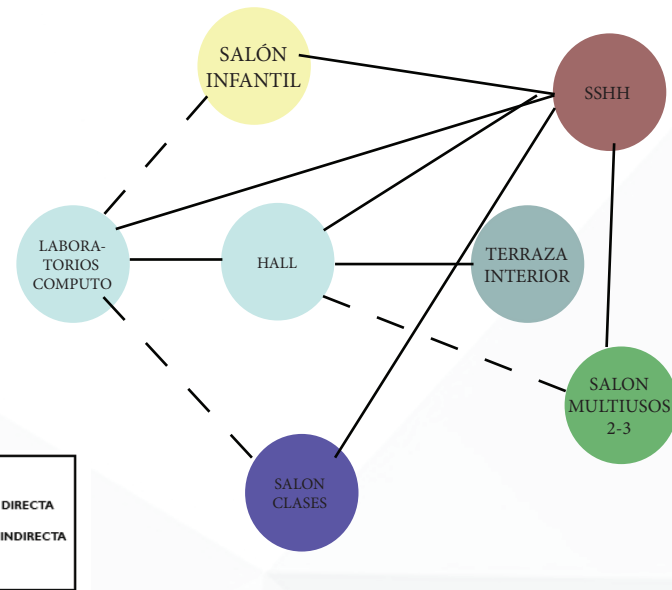 SALÓN
INFANTIL
SSHH
LABORA-
TORIOS
COMPUTO
HALL
TERRAZA
INTERIOR
SALON
MULTIUSOS
2-3
SALON
CLASES
DIRECTA
INDIRECTA